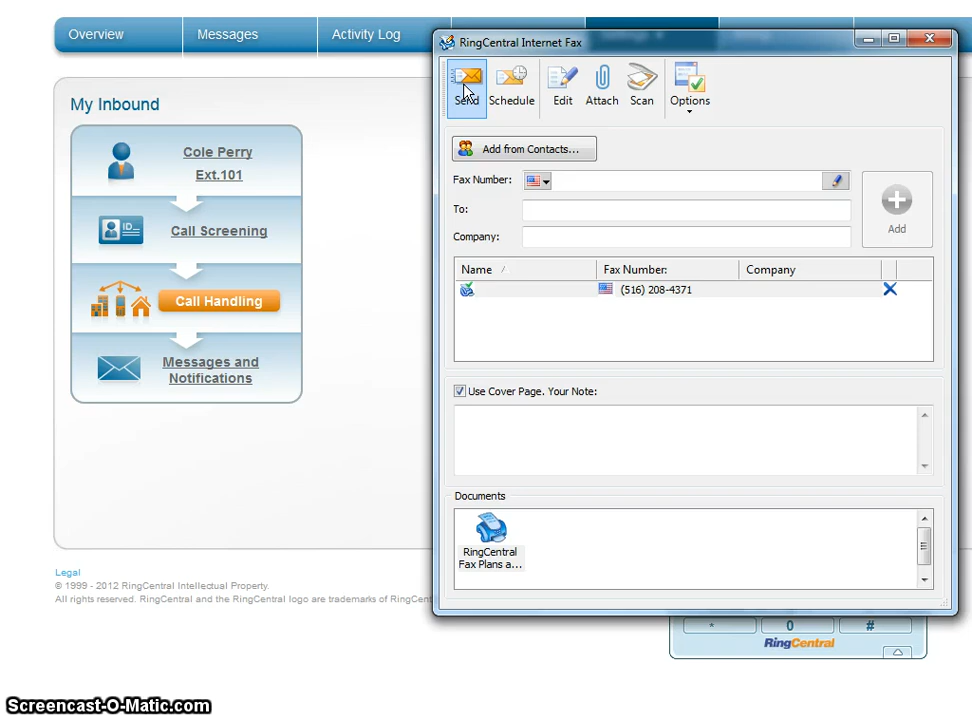 Overview
Messages
Activity Log
My Inbound
Cole Perry
Ext.101
Call Screening
Call Handling
Messages and
Notifications
Legal
© 1999 - 2012 RingCentral Intellectual Property.
All rights reserved. RingCentral and the RingCentral logo are trademarks of RingCent
RingCentral Internet Fax
Send
Schedule
Edit
Attach
Scan
Options
Add from Contacts...
Fax Number:
To:
Company:
Add
Name
Fax Number:
Company
(516) 208-4371
Use Cover Page. Your Note:
Documents
RingCentral
Fax Plans a...
* 0 #
RingCentral
Screencast-O-Matic.com